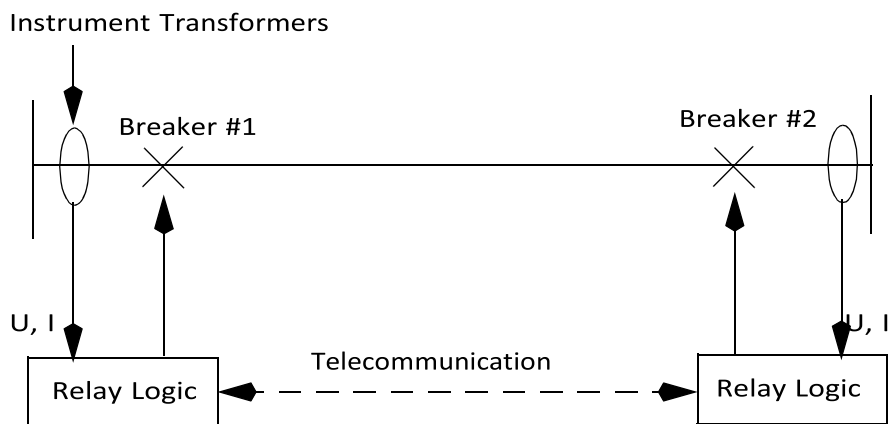 Instrument Transformers
Breaker #1
Breaker #2
U, I
U, I
Telecommunication
Relay Logic
Relay Logic